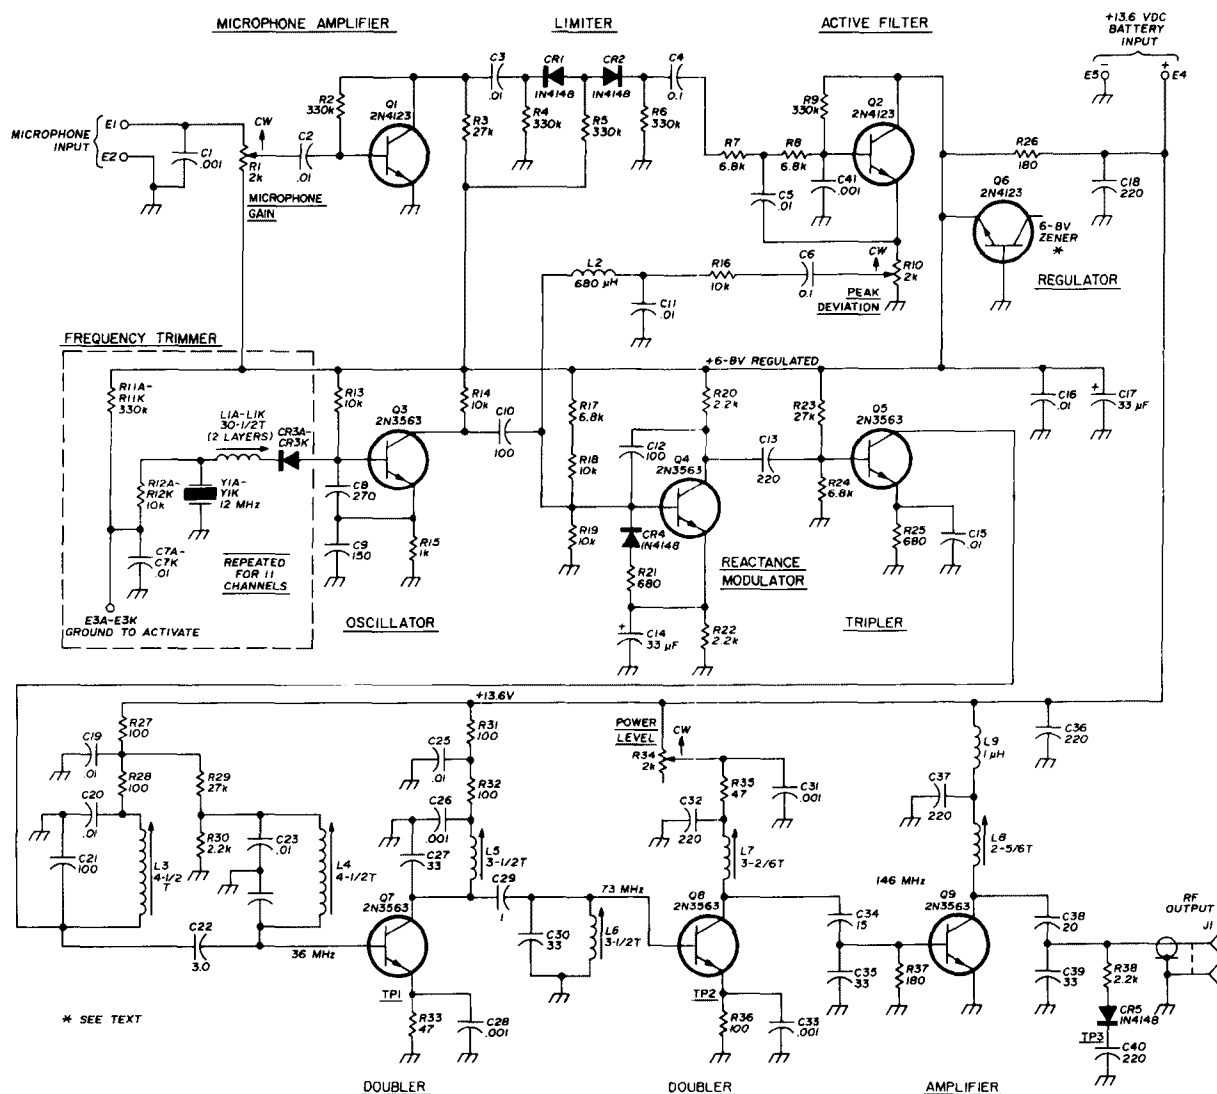 MICROPHONE AMPLIFIER
LIMITER
ACTIVE FILTER
+13.6 VDC
BATTERY
INPUT
E5
-
+
E4
C3
.01
CR1
1N4148
CR2
1N4148
C4
0.1
R2
330k
Q1
2N4123
R3
27k
R4
330k
R5
330k
R6
330k
R9
330k
Q2
2N4123
MICROPHONE
INPUT
E1
E2
C1
.001
CW
R1
2k
C2
.01
MICROPHONE
GAIN
R7
6.8k
R8
6.8k
C5
.01
C41
.001
R26
180
C18
220
Q6
2N4123
6-8V
ZENER
*
REGULATOR
L2
680 µH
R16
10k
C6
0.1
CW
R10
2k
PEAK
DEVIATION
C11
.01
FREQUENCY TRIMMER
+6-8V REGULATED
R11A-
R11K
330k
L1A-L1K
30-1/2T
(2 LAYERS)
CR3A-
CR3K
R13
10k
Q3
2N3563
R14
10k
C10
100
R17
6.8k
R20
2.2k
R23
27k
Q5
2N3563
C16
.01
+
C17
33 µF
C12
100
Q4
2N3563
C13
220
R12A-
R12K
10k
Y1A-
Y1K
12 MHz
C8
270
R18
10k
R24
6.8k
C7A-
C7K
.01
REPEATED
FOR 11
CHANNELS
C9
150
R15
1k
R19
10k
CR4
1N4148
R21
680
REACTANCE
MODULATOR
R25
680
C15
.01
E3A-E3K
GROUND TO ACTIVATE
OSCILLATOR
+
C14
33 µF
R22
2.2k
TRIPLER
+13.6V
R27
100
C19
.01
R28
100
R29
27k
C20
.01
R30
2.2k
C23
.01
C21
100
L3
4-1/2
T
L4
4-1/2T
C22
3.0
36 MHz
R31
100
C25
.01
R32
100
C26
.001
C27
33
L5
3-1/2T
C29
1
Q7
2N3563
C30
33
L6
3-1/2T
TP1
R33
47
C28
.001
POWER
LEVEL
CW
R34
2k
R35
47
C31
.001
C32
220
L7
3-2/6T
73 MHz
Q8
2N3563
TP2
R36
100
C33
.001
L9
1 µH
C36
220
C37
220
L8
2-5/6T
146 MHz
Q9
2N3563
C34
15
C35
33
R37
180
C38
20
C39
33
R38
2.2k
CR5
1N4148
TP3
C40
220
RF
OUTPUT
J1
* SEE TEXT
DOUBLER
DOUBLER
AMPLIFIER